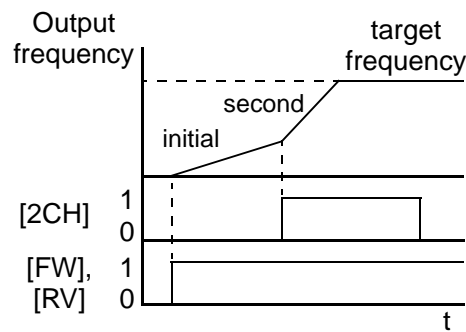 Output
frequency
target
frequency
second
initial
[2CH]
1
0
[FW],
[RV]
1
0
t